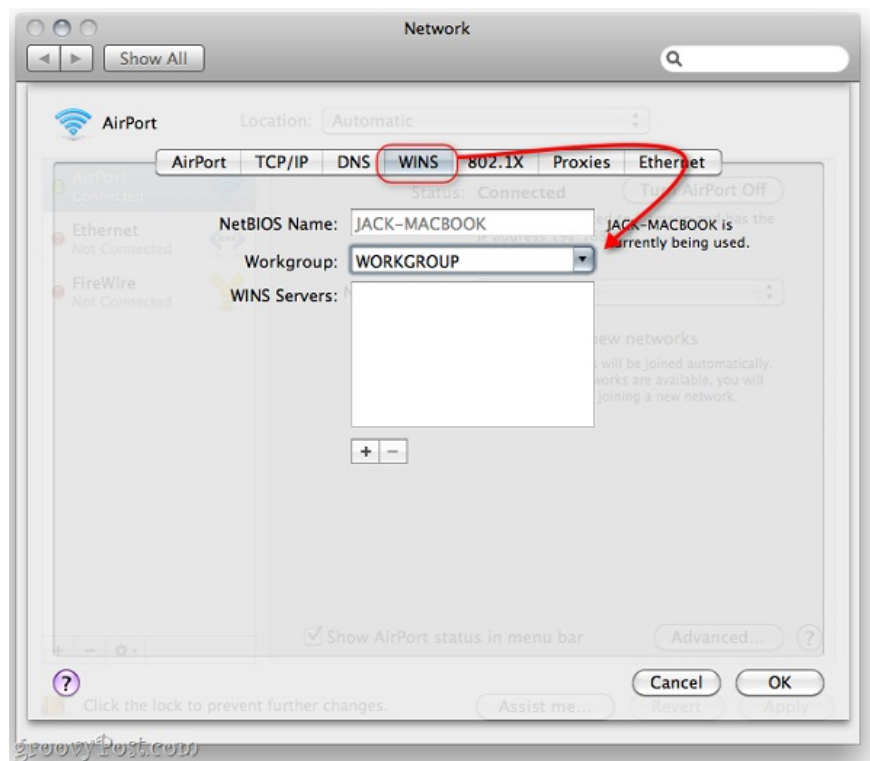 Network
Show All
AirPort
Location: Automatic
AirPort TCP/IP DNS WINS 802.1X Proxies Ethernet
AirPort
Connected
Status: Connected
Turn AirPort Off
Ethernet
Not Connected
NetBIOS Name: JACK-MACBOOK
JACK-MACBOOK is
currently being used.
has the
IP address
Workgroup: WORKGROUP
FireWire
Not Connected
WINS Servers:
new networks
will be joined automatically.
works are available, you will
joining a new network.
+ −
Show AirPort status in menu bar
Advanced... ?
+ −
? Cancel OK
Click the lock to prevent further changes.
Assist me... Revert Apply
groovyPost.com